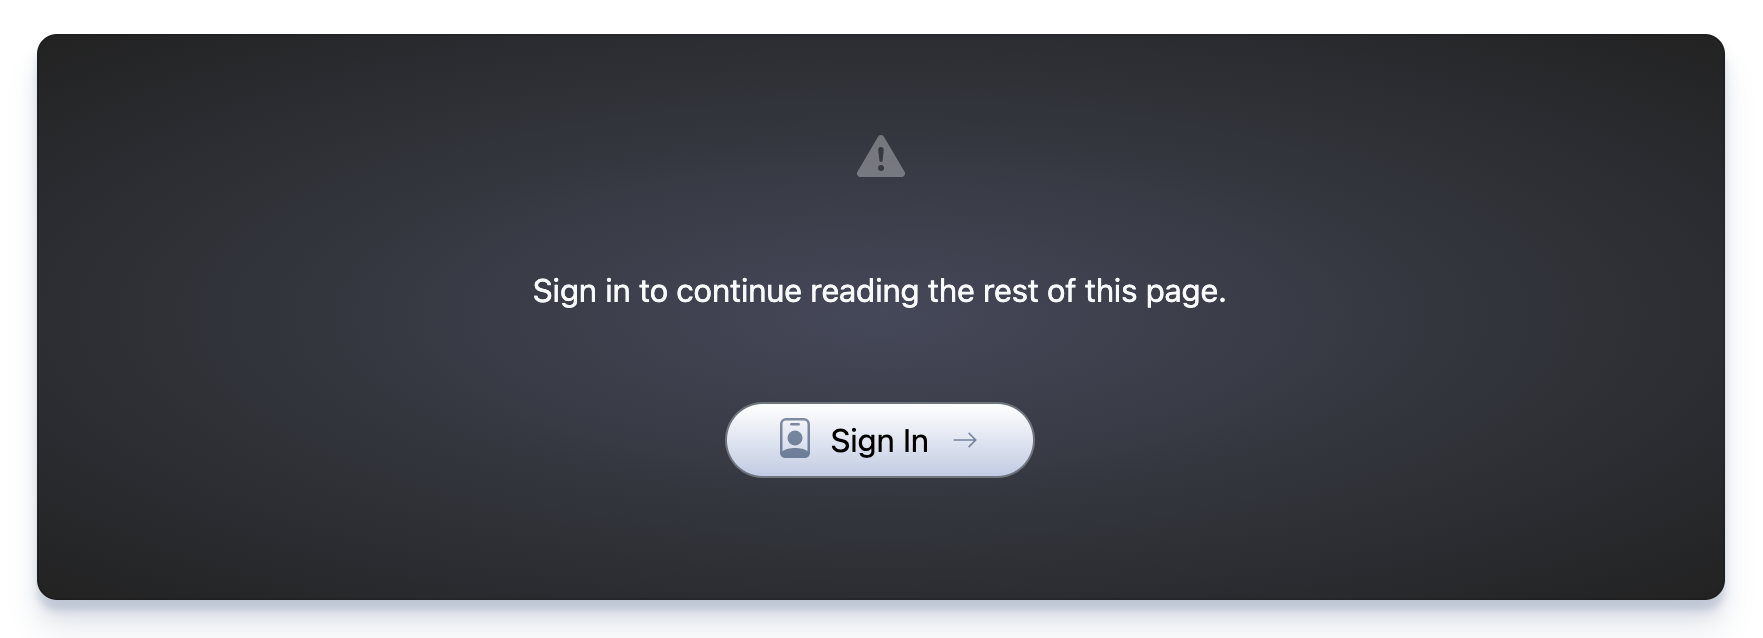 Sign in to continue reading the rest of this page.
Sign In